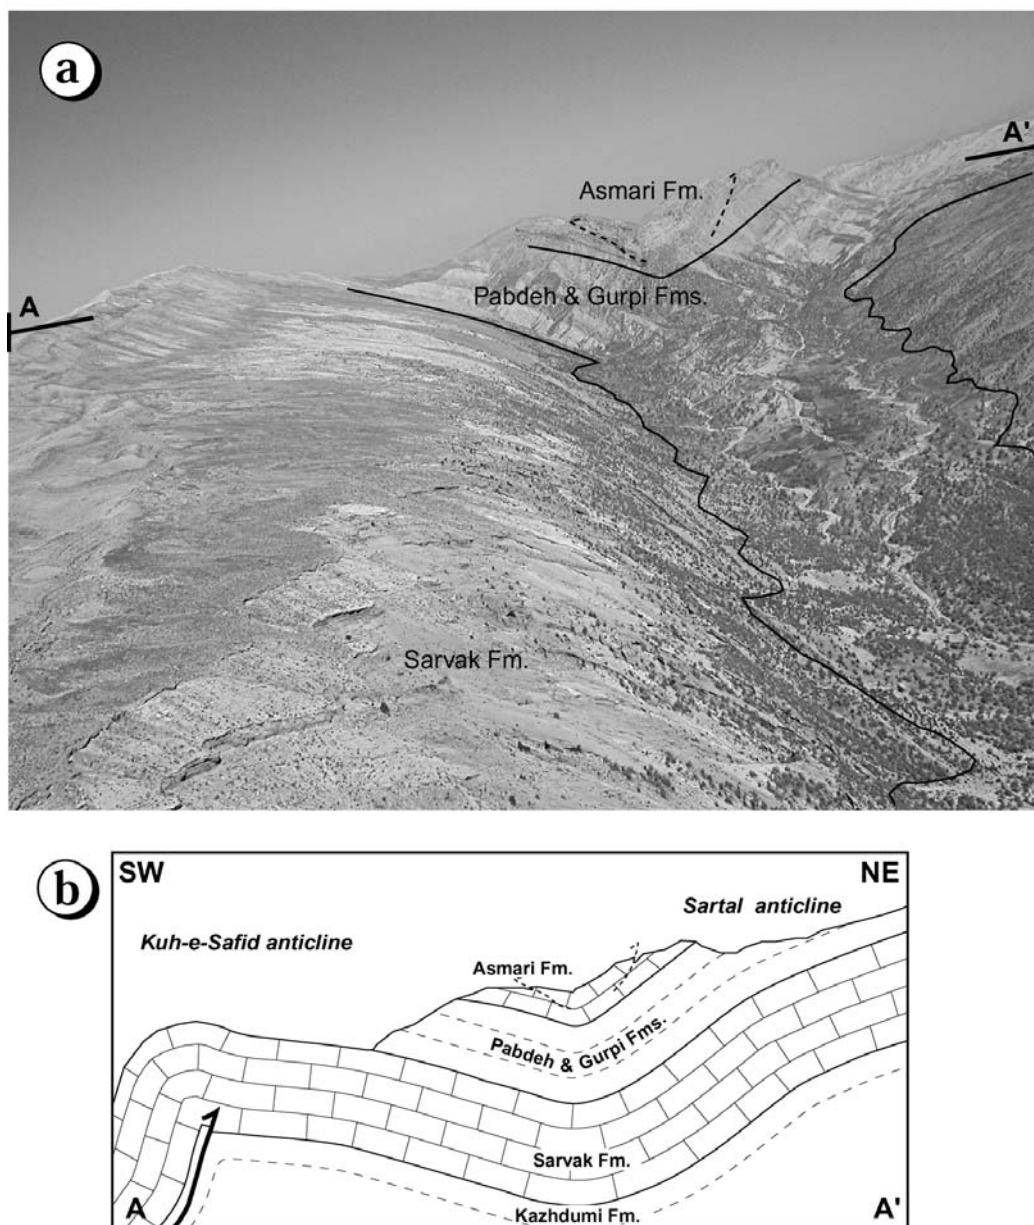 a
A'
Asmari Fm.
Pabdeh & Gurpi Fms.
A
Sarvak Fm.
b
SW
NE
Sartal anticline
Kuh-e-Safid anticline
Asmari Fm.
Pabdeh & Gurpi Fms.
Sarvak Fm.
A
A'
Kazhdumi Fm.